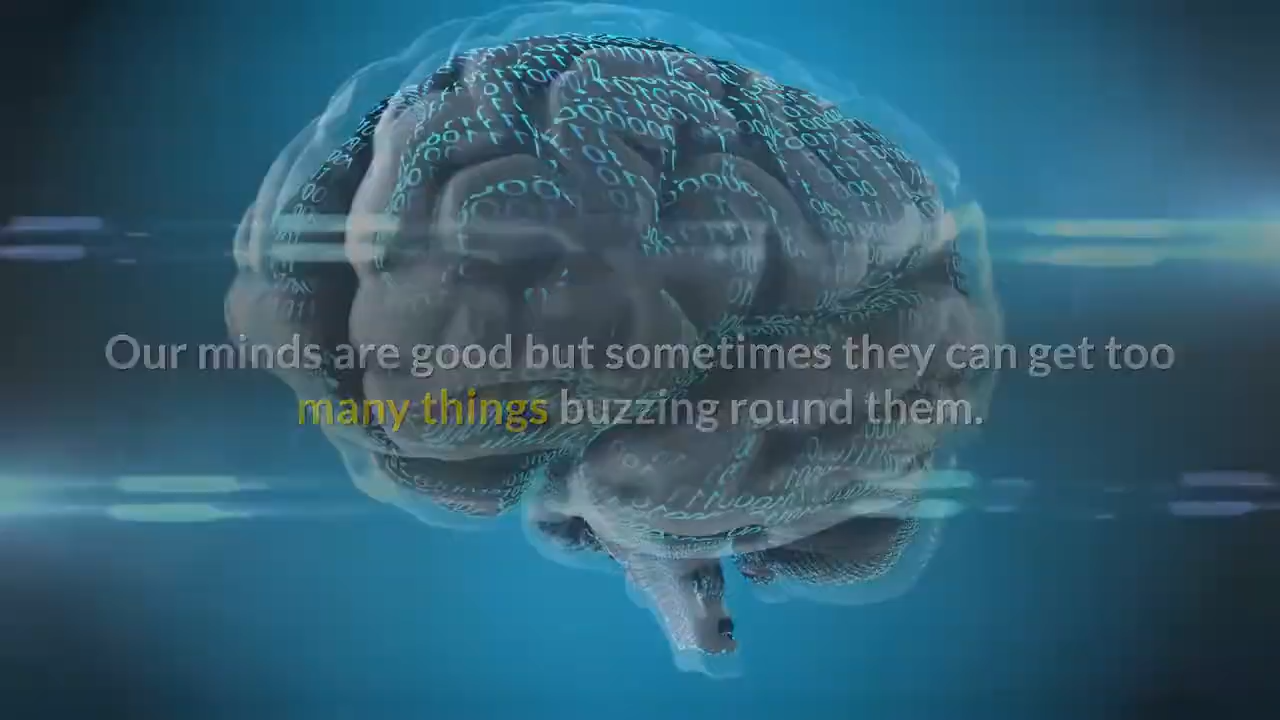 Our minds are good but sometimes they can get too
many things buzzing round them.